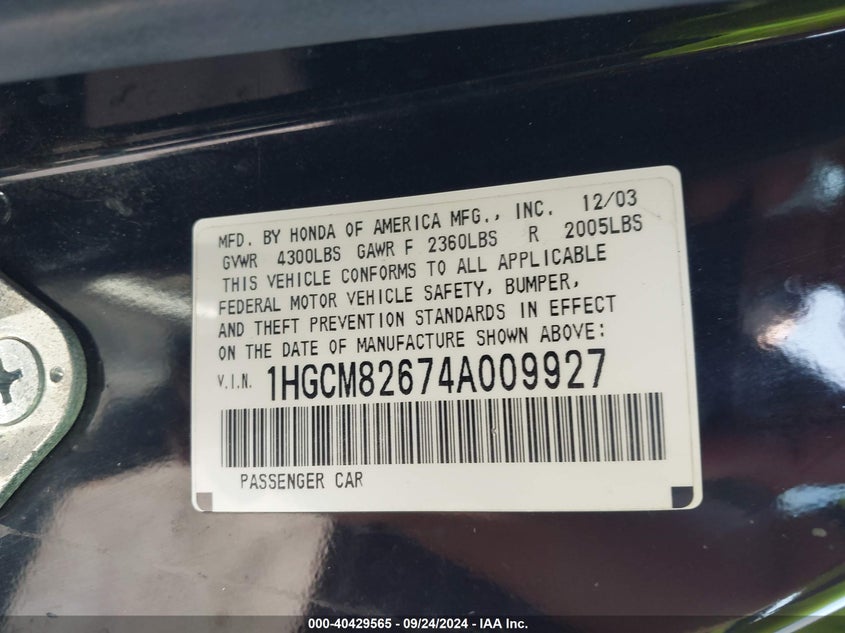 MFD. BY HONDA OF AMERICA MFG., INC. 12/03
GVWR 4300LBS GAWR F 2360LBS R 2005LBS
THIS VEHICLE CONFORMS TO ALL APPLICABLE
FEDERAL MOTOR VEHICLE SAFETY, BUMPER,
AND THEFT PREVENTION STANDARDS IN EFFECT
ON THE DATE OF MANUFACTURE SHOWN ABOVE:
V.I.N. 1HGCM82674A009927
PASSENGER CAR
000-40429565 - 09/24/2024 - IAA Inc.